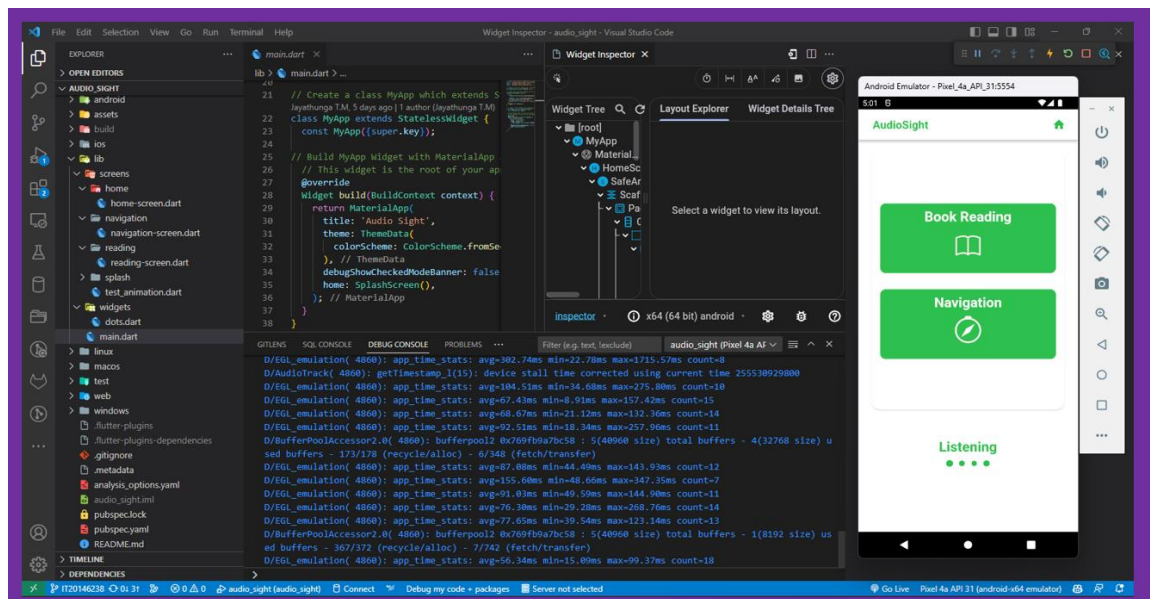 File Edit Selection View Go Run Terminal Help
Widget Inspector - audio_sight - Visual Studio Code
EXPLORER
OPEN EDITORS
AUDIO_SIGHT
android
assets
build
ios
lib
screens
home
home-screen.dart
navigation
navigation-screen.dart
reading
reading-screen.dart
splash
test_animation.dart
widgets
dots.dart
main.dart
linux
macos
test
web
windows
.flutter-plugins
.flutter-plugins-dependencies
.gitignore
.metadata
analysis_options.yaml
audio_sight.iml
pubspec.lock
pubspec.yaml
README.md
TIMELINE
DEPENDENCIES
main.dart
lib > main.dart > ...
20
21 // Create a class MyApp which extends S
Jayathunga T.M, 5 days ago | 1 author (Jayathunga T.M)
22 class MyApp extends StatelessWidget {
23 const MyApp({super.key});
24
25 // Build MyApp Widget with MaterialApp
26 // This widget is the root of your ap
27 @override
28 Widget build(BuildContext context) {
29 return MaterialApp(
30 title: 'Audio Sight',
31 theme: ThemeData(
32 colorScheme: ColorScheme.fromSe
33 ), // ThemeData
34 debugShowCheckedModeBanner: false
35 home: SplashScreen(),
36 ); // MaterialApp
37 }
38 }
Widget Inspector
Widget Tree
Layout Explorer Widget Details Tree
[root]
MyApp
Material
HomeSc
SafeAr
Scaf
Pa
C
Select a widget to view its layout.
inspector x64 (64 bit) android
GITLENS SQL CONSOLE DEBUG CONSOLE PROBLEMS
Filter (e.g. text, !exclude)
audio_sight (Pixel 4a AF
D/EGL_emulation( 4860): app_time_stats: avg=302.74ms min=22.78ms max=1715.57ms count=8
D/AudioTrack( 4860): getTimestamp_l(15): device stall time corrected using current time 255530929800
D/EGL_emulation( 4860): app_time_stats: avg=104.51ms min=34.68ms max=275.80ms count=10
D/EGL_emulation( 4860): app_time_stats: avg=67.43ms min=8.91ms max=157.42ms count=15
D/EGL_emulation( 4860): app_time_stats: avg=68.67ms min=21.12ms max=132.36ms count=14
D/EGL_emulation( 4860): app_time_stats: avg=92.51ms min=18.34ms max=257.96ms count=11
D/BufferPoolAccessor2.0( 4860): bufferpool2 0x769fb9a7bc58 : 5(40960 size) total buffers - 4(32768 size) u
sed buffers - 173/178 (recycle/alloc) - 6/348 (fetch/transfer)
D/EGL_emulation( 4860): app_time_stats: avg=87.08ms min=44.49ms max=143.93ms count=12
D/EGL_emulation( 4860): app_time_stats: avg=155.60ms min=48.66ms max=347.35ms count=7
D/EGL_emulation( 4860): app_time_stats: avg=91.03ms min=49.59ms max=144.90ms count=11
D/EGL_emulation( 4860): app_time_stats: avg=76.30ms min=29.28ms max=268.76ms count=14
D/EGL_emulation( 4860): app_time_stats: avg=77.65ms min=39.54ms max=123.14ms count=13
D/BufferPoolAccessor2.0( 4860): bufferpool2 0x769fb9a7bc58 : 5(40960 size) total buffers - 1(8192 size) us
ed buffers - 367/372 (recycle/alloc) - 7/742 (fetch/transfer)
D/EGL_emulation( 4860): app_time_stats: avg=56.34ms min=15.09ms max=99.37ms count=18
Android Emulator - Pixel_4a_API_31:5554
5:01
AudioSight
Book Reading
Navigation
Listening
IT20146238 0↓ 3↑ 0 0 audio_sight (audio_sight) Connect Debug my code + packages Server not selected
Go Live Pixel 4a API 31 (android-x64 emulator)